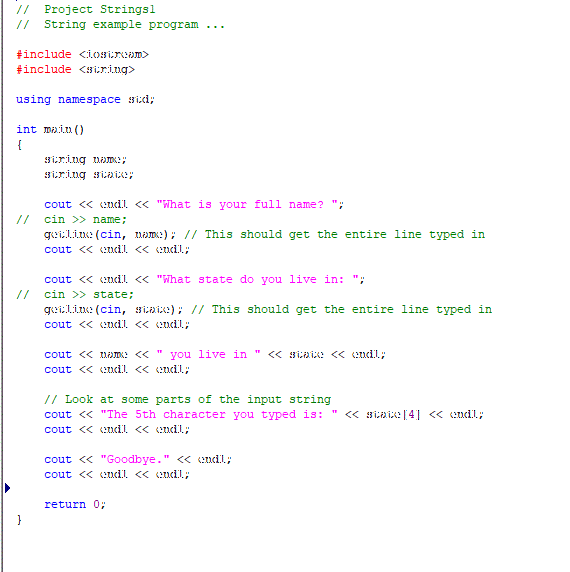 //  Project Strings1
//  String example program ...
#include <iostream>
#include <string>
using namespace std;
int main()
{
    string name;
    string state;
    cout << endl << "What is your full name? ";
//  cin >> name;
    getline(cin, name); // This should get the entire line typed in
    cout << endl << endl;
    cout << endl << "What state do you live in: ";
//  cin >> state;
    getline(cin, state); // This should get the entire line typed in
    cout << endl << endl;
    cout << name << " you live in " << state << endl;
    cout << endl << endl;
    // Look at some parts of the input string
    cout << "The 5th character you typed is: " << state[4] << endl;
    cout << endl << endl;
    cout << "Goodbye." << endl;
    cout << endl << endl;
    return 0;
}